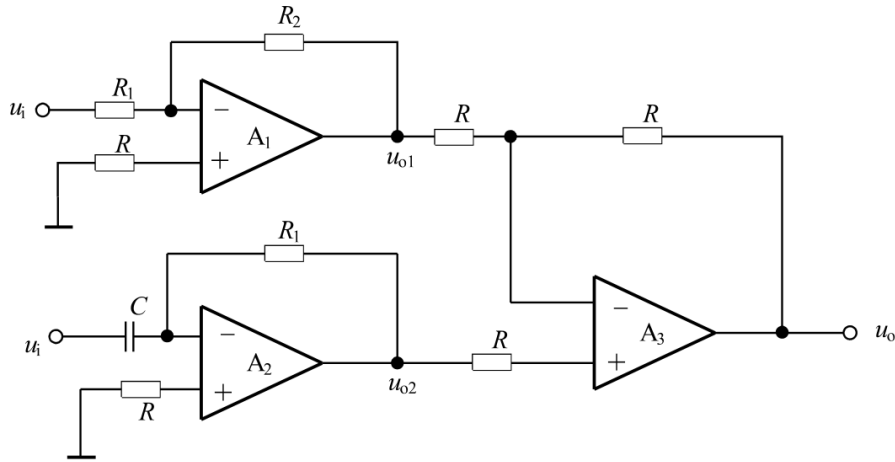 R₂
R₁
uᵢ
−
A₁
R
+
uₒ₁
R
R
R₁
C
uᵢ
−
A₂
R
+
uₒ₂
R
−
A₃
+
uₒ